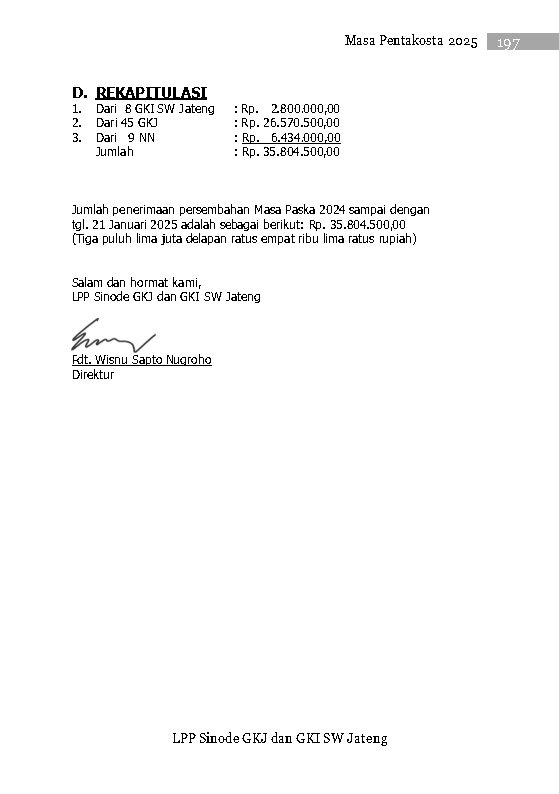 Masa Pentakosta 2025 197
D. REKAPITULASI
1. Dari 8 GKI SW Jateng : Rp. 2.800.000,00
2. Dari 45 GKJ : Rp. 26.570.500,00
3. Dari 9 NN : Rp. 6.434.000,00
Jumlah : Rp. 35.804.500,00
Jumlah penerimaan persembahan Masa Paska 2024 sampai dengan
tgl. 21 Januari 2025 adalah sebagai berikut: Rp. 35.804.500,00
(Tiga puluh lima juta delapan ratus empat ribu lima ratus rupiah)
Salam dan hormat kami,
LPP Sinode GKJ dan GKI SW Jateng
Pdt. Wisnu Sapto Nugroho
Direktur
LPP Sinode GKJ dan GKI SW Jateng